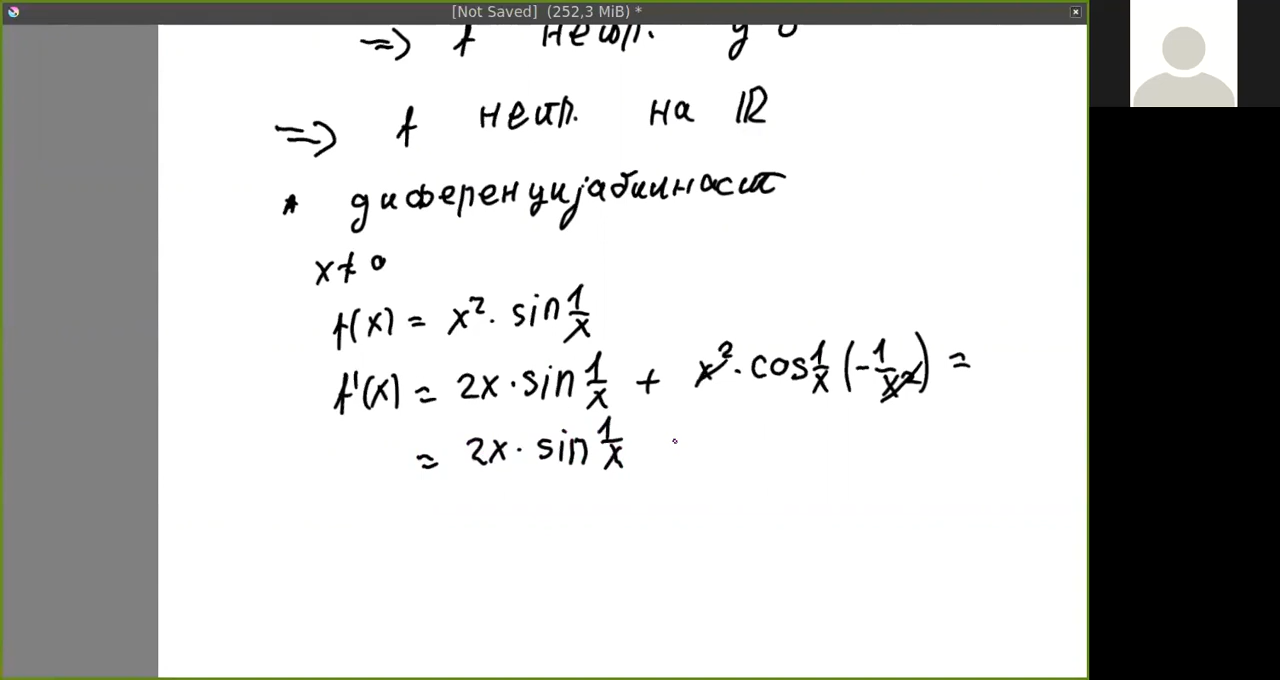 [Not Saved] (252,3 MiB) *
=> f непр. у 0
=> f непр. на ℝ
* диференцијабилност
x ≠ 0
f(x) = x². sin 1/x
f'(x) = 2x · sin 1/x + x² · cos 1/x (-1/x²) =
= 2x · sin 1/x